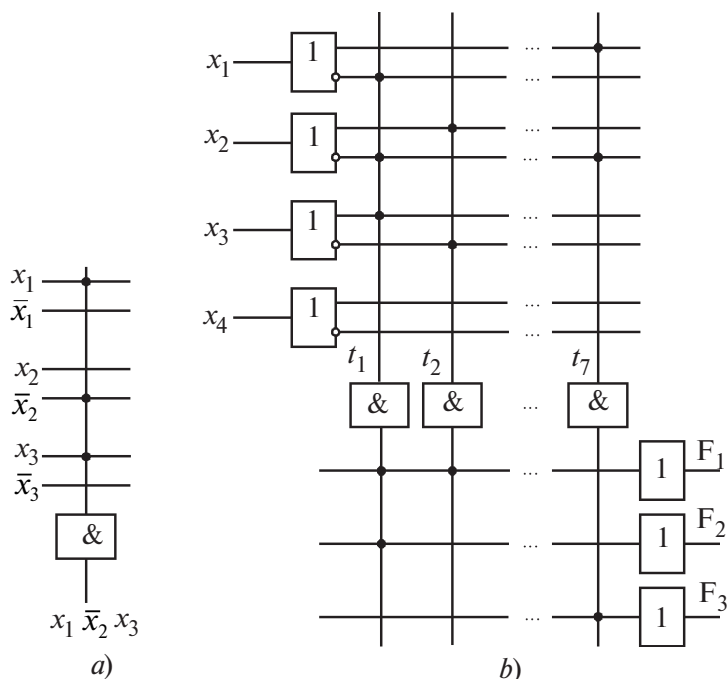 x₁
x̅₁
x₂
x̅₂
x₃
x̅₃
&
x₁ x̅₂ x₃
a)
x₁ 1 ...
...
x₂ 1 ...
...
x₃ 1 ...
...
x₄ 1 ...
...
t₁ t₂ t₇
& & ... &
... 1 F₁
... 1 F₂
... 1 F₃
b)